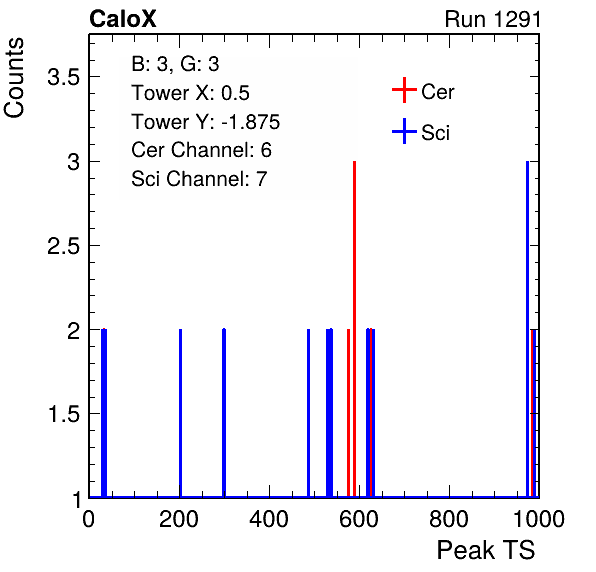 CaloX Run 1291
Counts
B: 3, G: 3
Tower X: 0.5
Tower Y: -1.875
Cer Channel: 6
Sci Channel: 7
Cer
Sci
3.5
3
2.5
2
1.5
1
0 200 400 600 800 1000
Peak TS